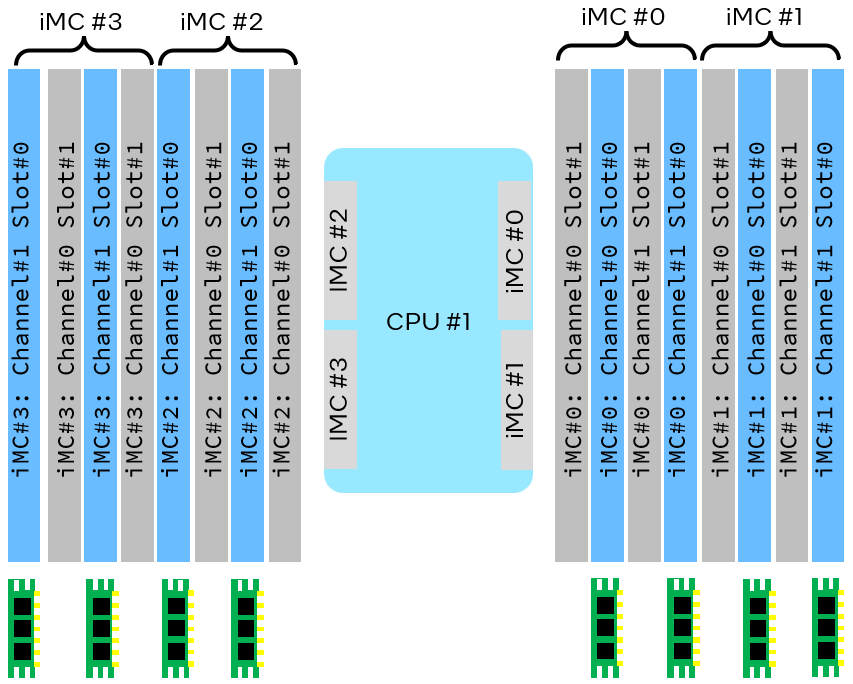 iMC #3
iMC #2
iMC#3: Channel#1 Slot#0
iMC#3: Channel#0 Slot#1
iMC#3: Channel#1 Slot#0
iMC#3: Channel#0 Slot#1
iMC#2: Channel#1 Slot#0
iMC#2: Channel#0 Slot#1
iMC#2: Channel#1 Slot#0
iMC#2: Channel#0 Slot#1
IMC #2
IMC #3
CPU #1
iMC #0
iMC #1
iMC #0
iMC #1
iMC#0: Channel#0 Slot#1
iMC#0: Channel#0 Slot#0
iMC#0: Channel#1 Slot#1
iMC#0: Channel#1 Slot#0
iMC#1: Channel#0 Slot#1
iMC#1: Channel#0 Slot#0
iMC#1: Channel#1 Slot#1
iMC#1: Channel#1 Slot#0